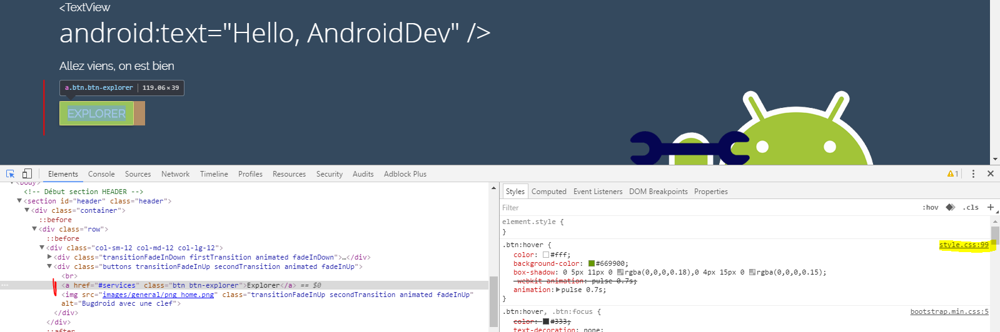 <TextView
android:text="Hello, AndroidDev" />
Allez viens, on est bien
a.btn.btn-explorer | 119.06 × 39
EXPLORER
Elements Console Sources Network Timeline Profiles Resources Security Audits Adblock Plus 1
<body>
<!-- Début section HEADER -->
<section id="header" class="header">
<div class="container">
::before
<div class="row">
::before
<div class="col-sm-12 col-md-12 col-lg-12">
<div class="transitionFadeInDown firstTransition animated fadeInDown">…</div>
<div class="buttons transitionFadeInUp secondTransition animated fadeInUp">
<br>
<a href="#services" class="btn btn-explorer">Explorer</a> == $0
<img src="images/general/png_home.png" class="transitionFadeInUp secondTransition animated fadeInUp"
alt="Bugdroid avec une clef">
</div>
</div>
::after
Styles Computed Event Listeners DOM Breakpoints Properties
Filter :hov .cls +
element.style {
}
.btn:hover { style.css:99
color: #fff;
background-color: #669900;
box-shadow: 0 5px 11px 0 rgba(0,0,0,0.18),0 4px 15px 0 rgba(0,0,0,0.15);
-webkit-animation: pulse 0.7s;
animation: pulse 0.7s;
}
.btn:hover, .btn:focus { bootstrap.min.css:5
color: #333;
text-decoration: none;